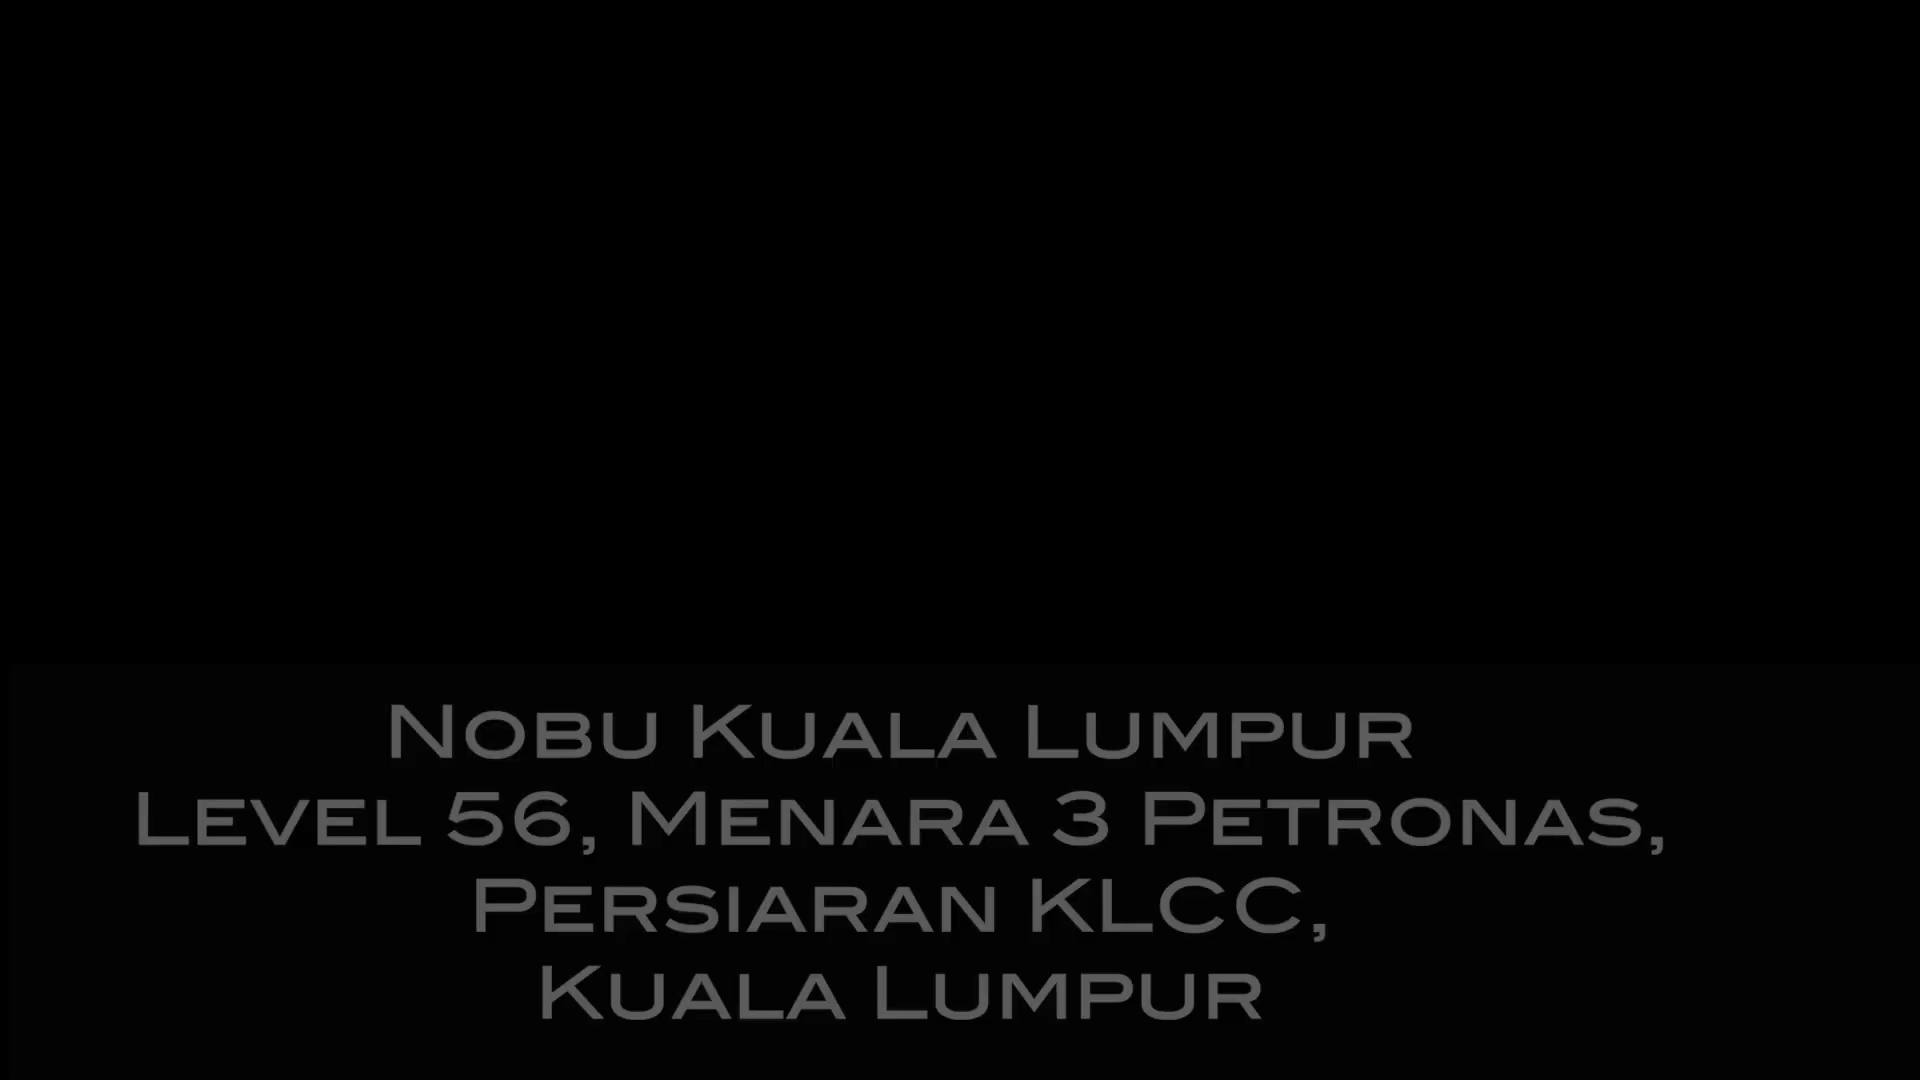 Nobu Kuala Lumpur
Level 56, Menara 3 Petronas,
Persiaran KLCC,
Kuala Lumpur